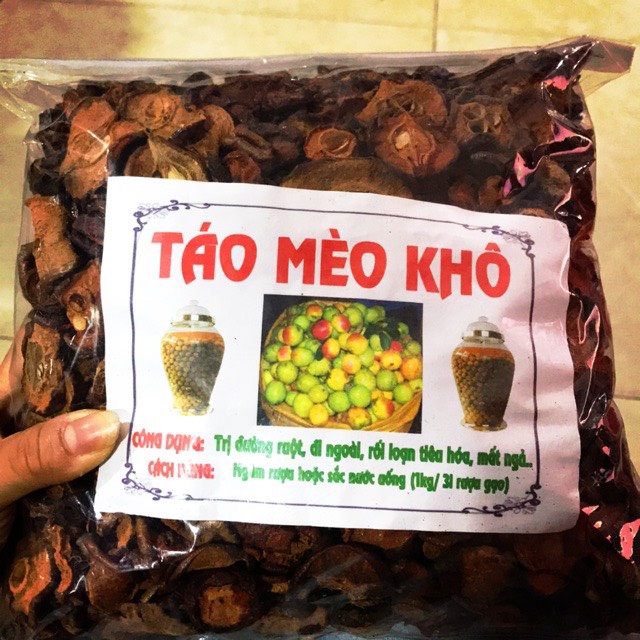 TÁO MÈO KHÔ
CÔNG DỤNG: Trị đường ruột, đi ngoài, rối loạn tiêu hóa, mất ngủ..
CÁCH DÙNG: Ngâm rượu hoặc sắc nước uống (1kg/ 3l rượu gạo)